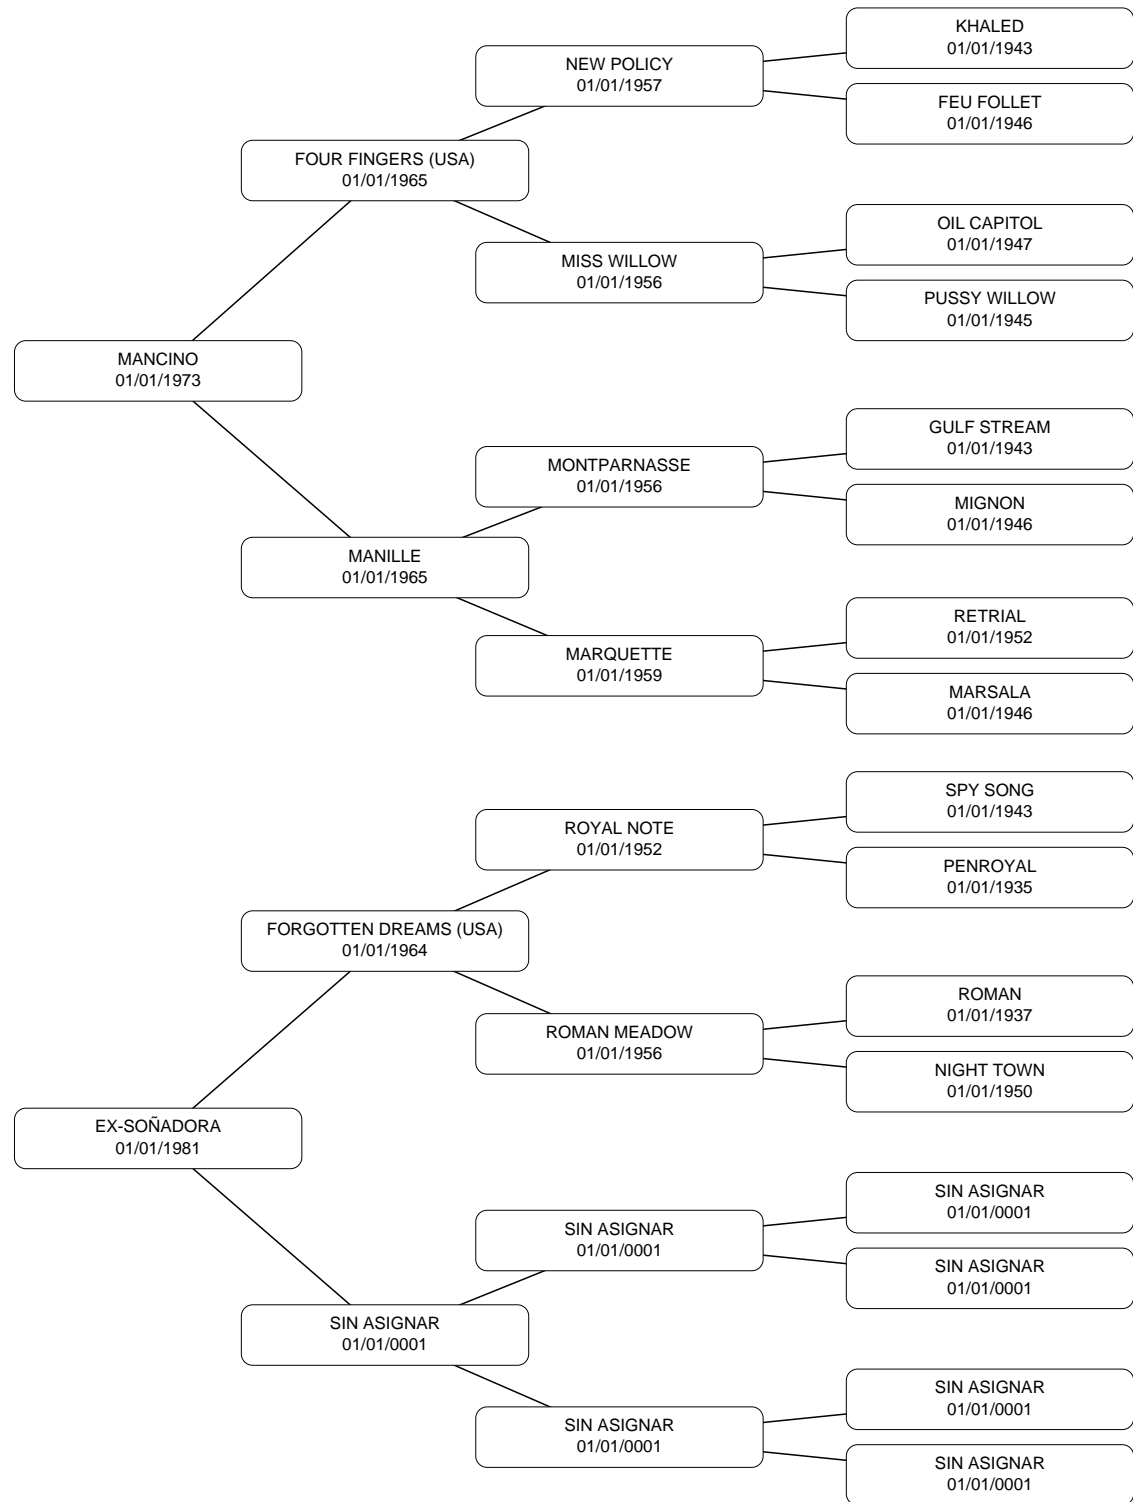 KHALED
01/01/1943
NEW POLICY
01/01/1957
FEU FOLLET
01/01/1946
FOUR FINGERS (USA)
01/01/1965
OIL CAPITOL
01/01/1947
MISS WILLOW
01/01/1956
PUSSY WILLOW
01/01/1945
MANCINO
01/01/1973
GULF STREAM
01/01/1943
MONTPARNASSE
01/01/1956
MIGNON
01/01/1946
MANILLE
01/01/1965
RETRIAL
01/01/1952
MARQUETTE
01/01/1959
MARSALA
01/01/1946
SPY SONG
01/01/1943
ROYAL NOTE
01/01/1952
PENROYAL
01/01/1935
FORGOTTEN DREAMS (USA)
01/01/1964
ROMAN
01/01/1937
ROMAN MEADOW
01/01/1956
NIGHT TOWN
01/01/1950
EX-SOÑADORA
01/01/1981
SIN ASIGNAR
01/01/0001
SIN ASIGNAR
01/01/0001
SIN ASIGNAR
01/01/0001
SIN ASIGNAR
01/01/0001
SIN ASIGNAR
01/01/0001
SIN ASIGNAR
01/01/0001
SIN ASIGNAR
01/01/0001